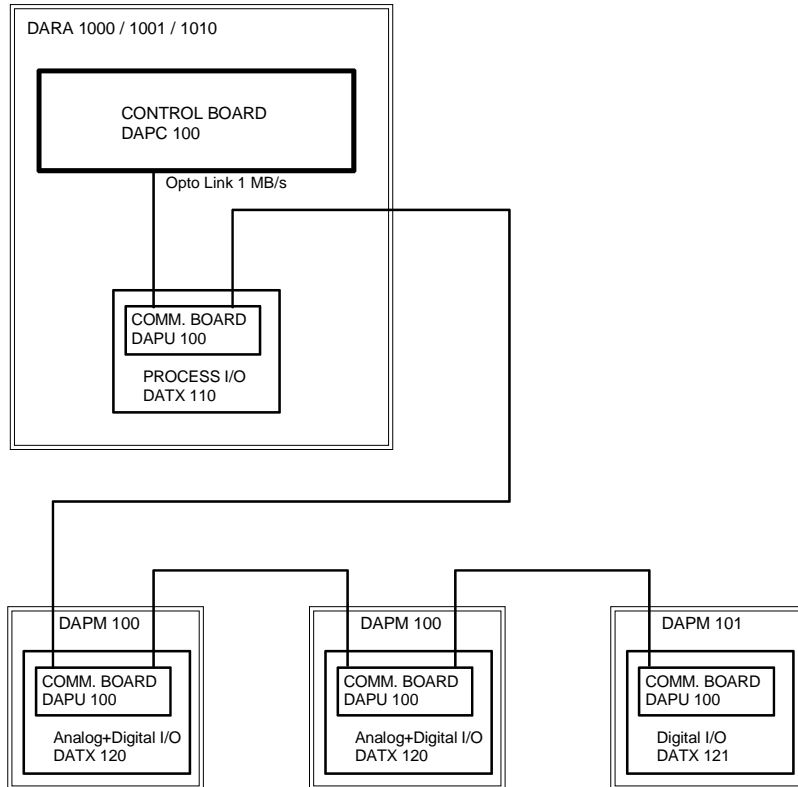 DARA 1000 / 1001 / 1010
CONTROL BOARD
DAPC 100
Opto Link 1 MB/s
COMM. BOARD
DAPU 100
PROCESS I/O
DATX 110
DAPM 100
COMM. BOARD
DAPU 100
Analog+Digital I/O
DATX 120
DAPM 100
COMM. BOARD
DAPU 100
Analog+Digital I/O
DATX 120
DAPM 101
COMM. BOARD
DAPU 100
Digital I/O
DATX 121